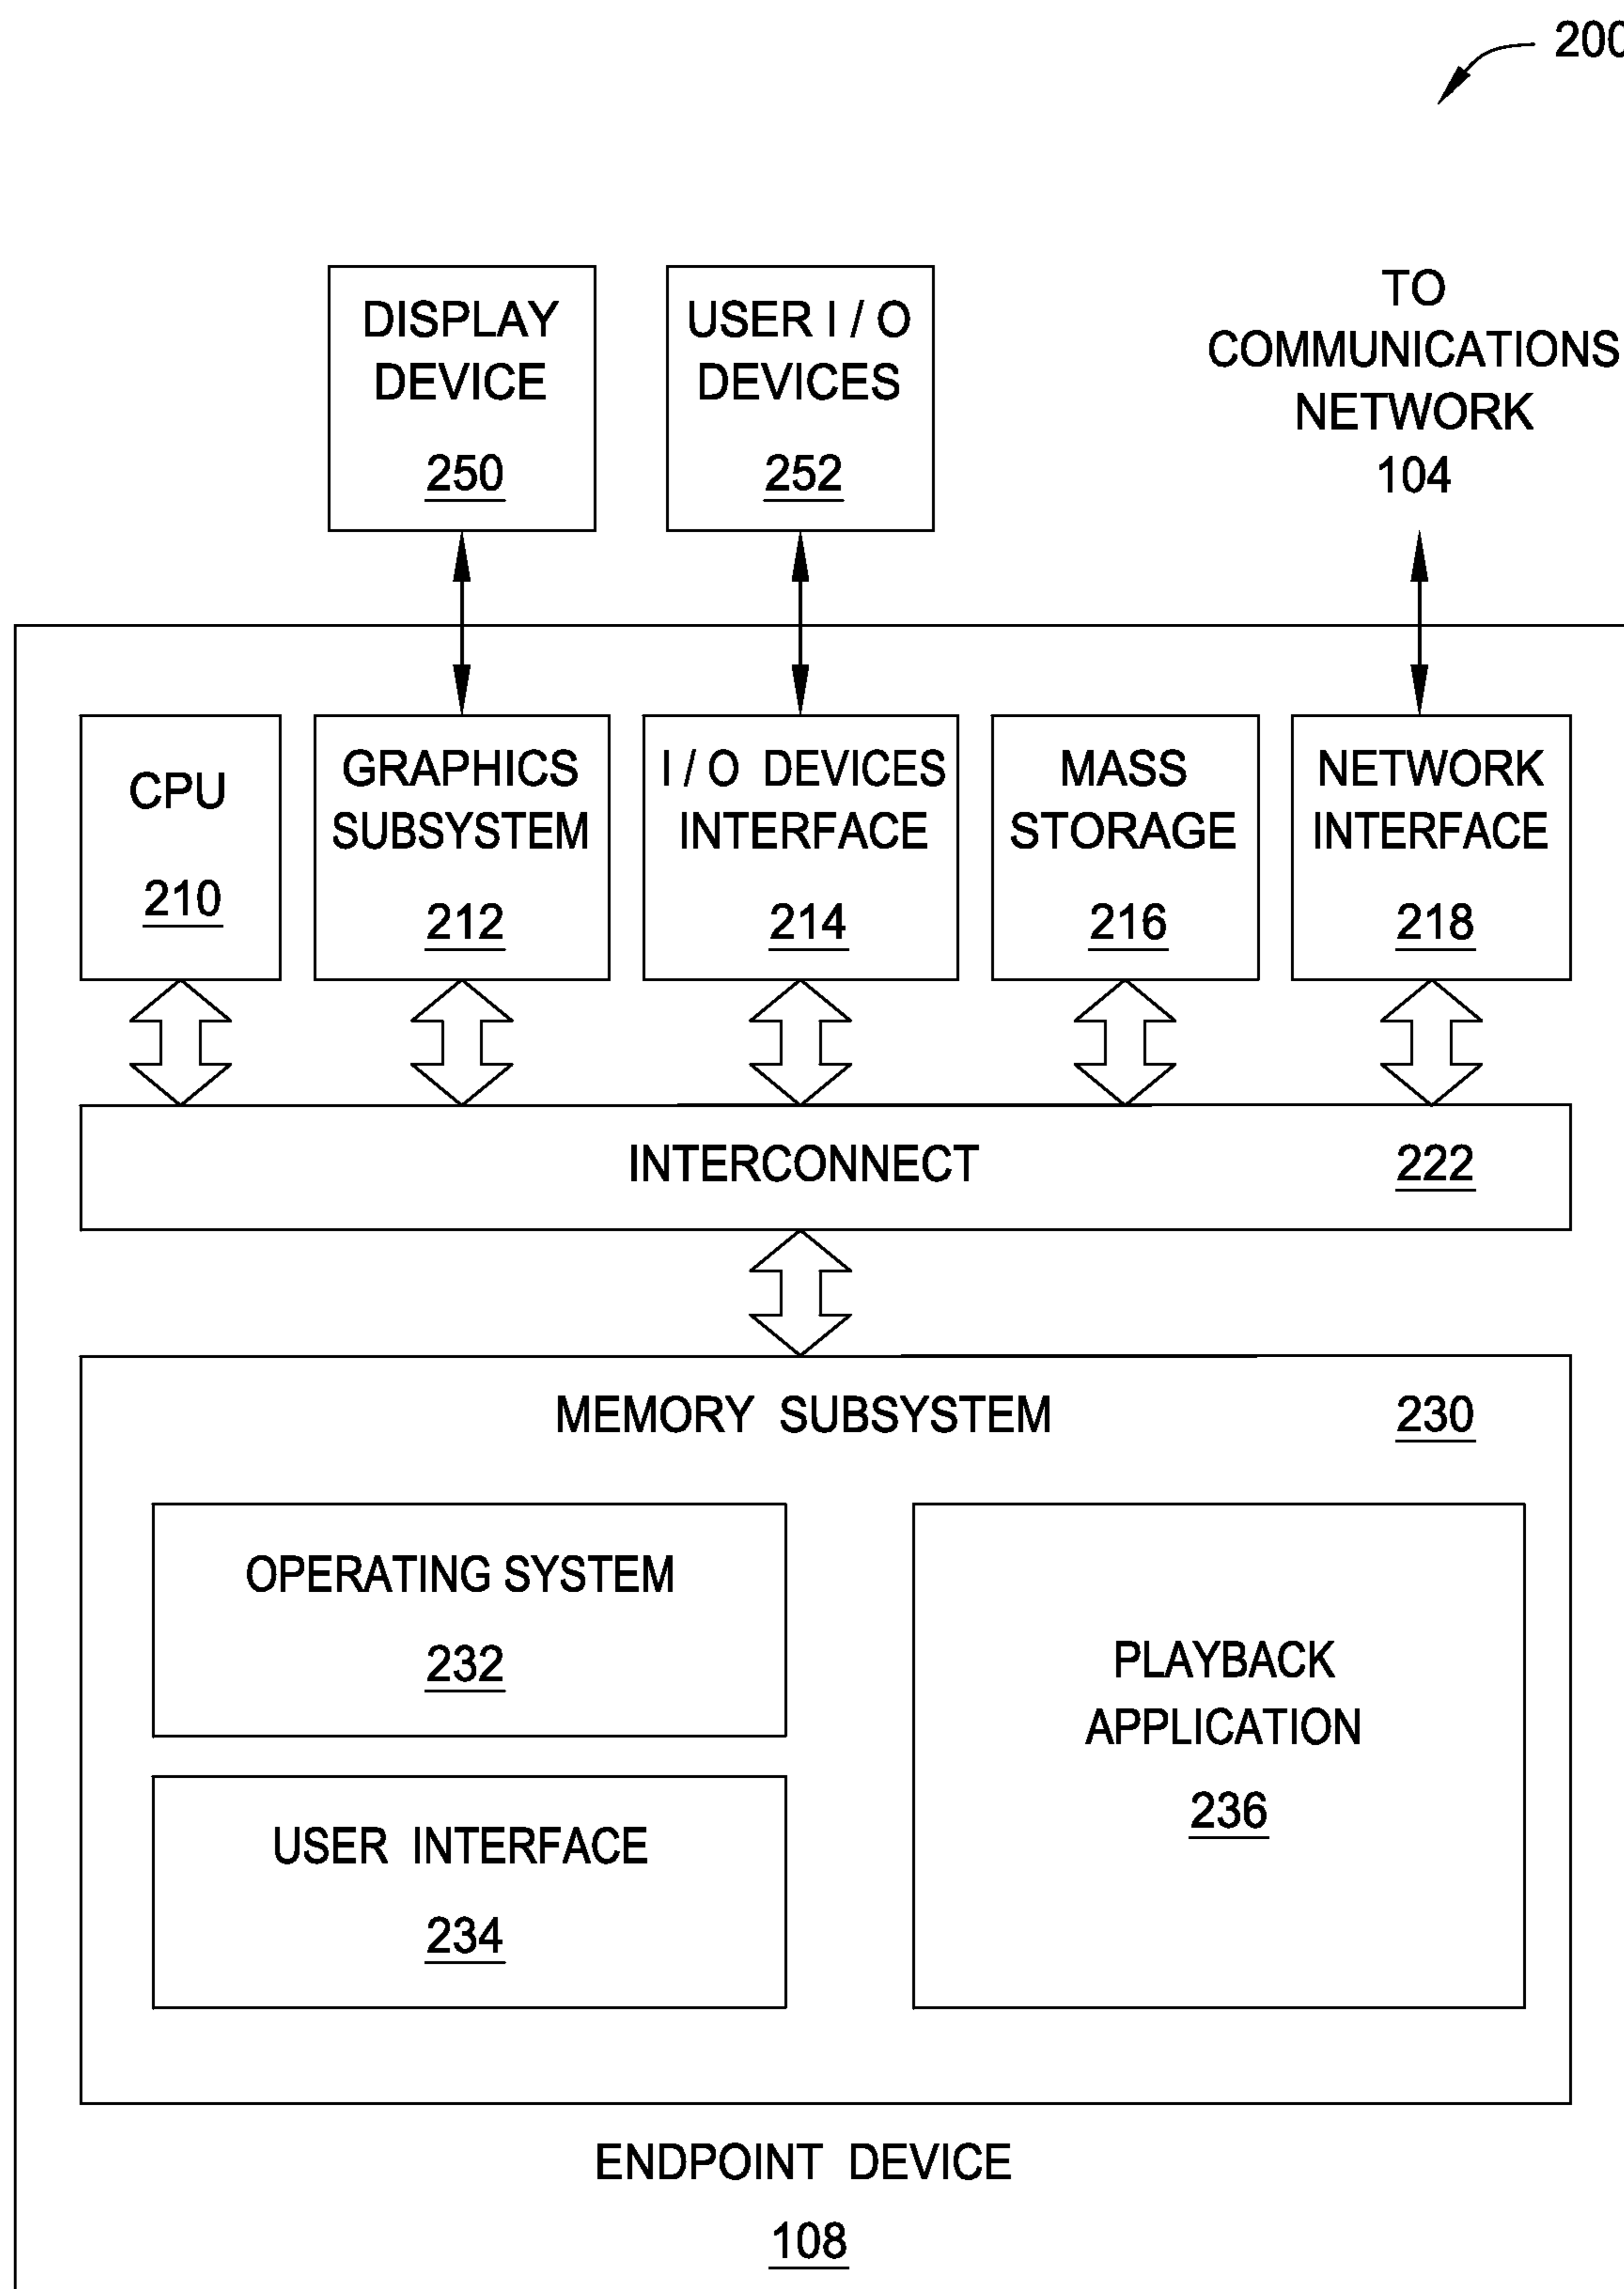 200
DISPLAY
DEVICE
250
USER I / O
DEVICES
252
TO
COMMUNICATIONS
NETWORK
104
CPU
210
GRAPHICS
SUBSYSTEM
212
I / O DEVICES
INTERFACE
214
MASS
STORAGE
216
NETWORK
INTERFACE
218
INTERCONNECT 222
MEMORY SUBSYSTEM 230
OPERATING SYSTEM
232
USER INTERFACE
234
PLAYBACK
APPLICATION
236
ENDPOINT DEVICE
108